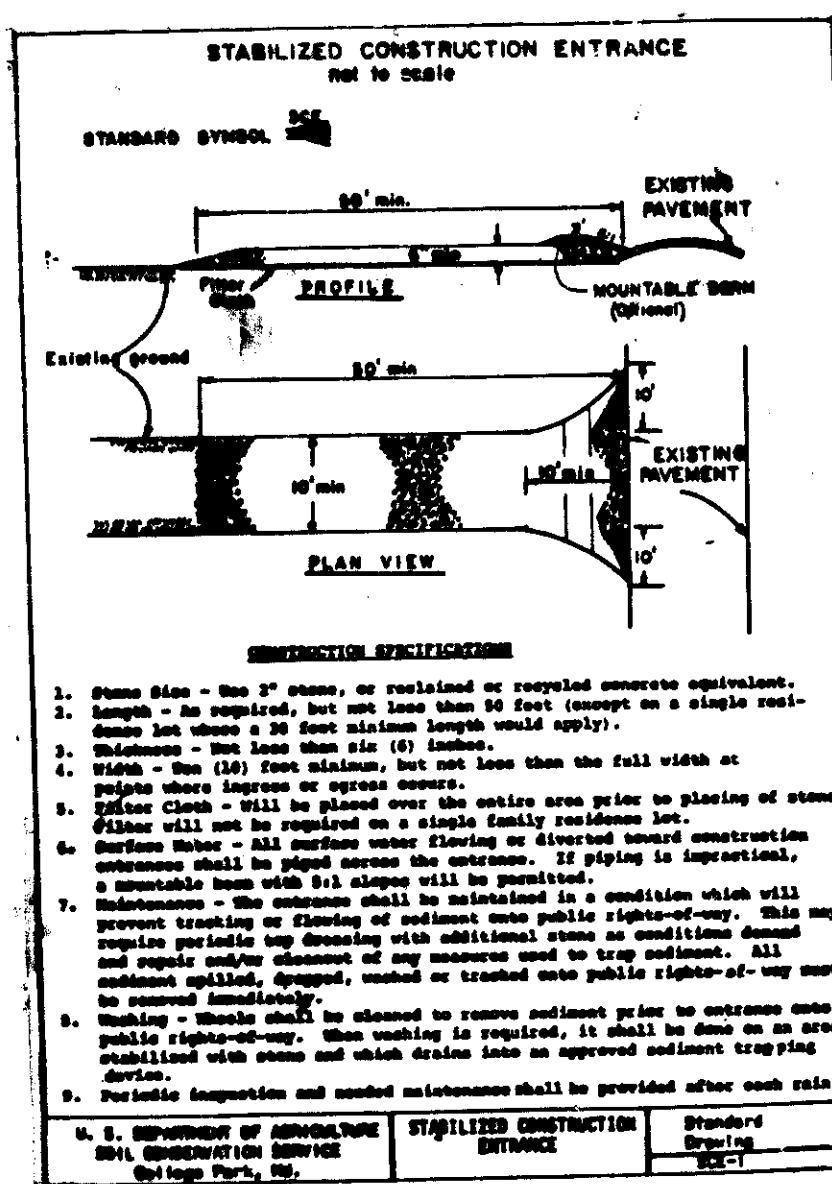 STABILIZED CONSTRUCTION ENTRANCE
not to scale
STANDARD SYMBOL
SCE
50' min.
EXISTING
PAVEMENT
6" min
Filter
Cloth
PROFILE
MOUNTABLE BERM
(Optional)
Existing ground
50' min
10'
10' min
10' min
EXISTING
PAVEMENT
10'
PLAN VIEW
CONSTRUCTION SPECIFICATIONS
1. Stone Size - Use 2" stone, or reclaimed or recycled concrete equivalent.
2. Length - As required, but not less than 50 feet (except on a single resi-
dence lot where a 30 foot minimum length would apply).
3. Thickness - Not less than six (6) inches.
4. Width - Ten (10) foot minimum, but not less than the full width at
points where ingress or egress occurs.
5. Filter Cloth - Will be placed over the entire area prior to placing of stone
Filter will not be required on a single family residence lot.
6. Surface Water - All surface water flowing or diverted toward construction
entrances shall be piped across the entrance. If piping is impractical,
a mountable berm with 5:1 slopes will be permitted.
7. Maintenance - The entrance shall be maintained in a condition which will
prevent tracking or flowing of sediment onto public rights-of-way. This may
require periodic top dressing with additional stone as conditions demand
and repair and/or cleanout of any measures used to trap sediment. All
sediment spilled, dropped, washed or tracked onto public rights-of-way must
be removed immediately.
8. Washing - Wheels shall be cleaned to remove sediment prior to entrance onto
public rights-of-way. When washing is required, it shall be done on an area
stabilized with stone and which drains into an approved sediment trapping
device.
9. Periodic inspection and needed maintenance shall be provided after each rain
U. S. DEPARTMENT OF AGRICULTURE
SOIL CONSERVATION SERVICE
College Park, Md.
STABILIZED CONSTRUCTION
ENTRANCE
Standard
Drawing
SCE-1